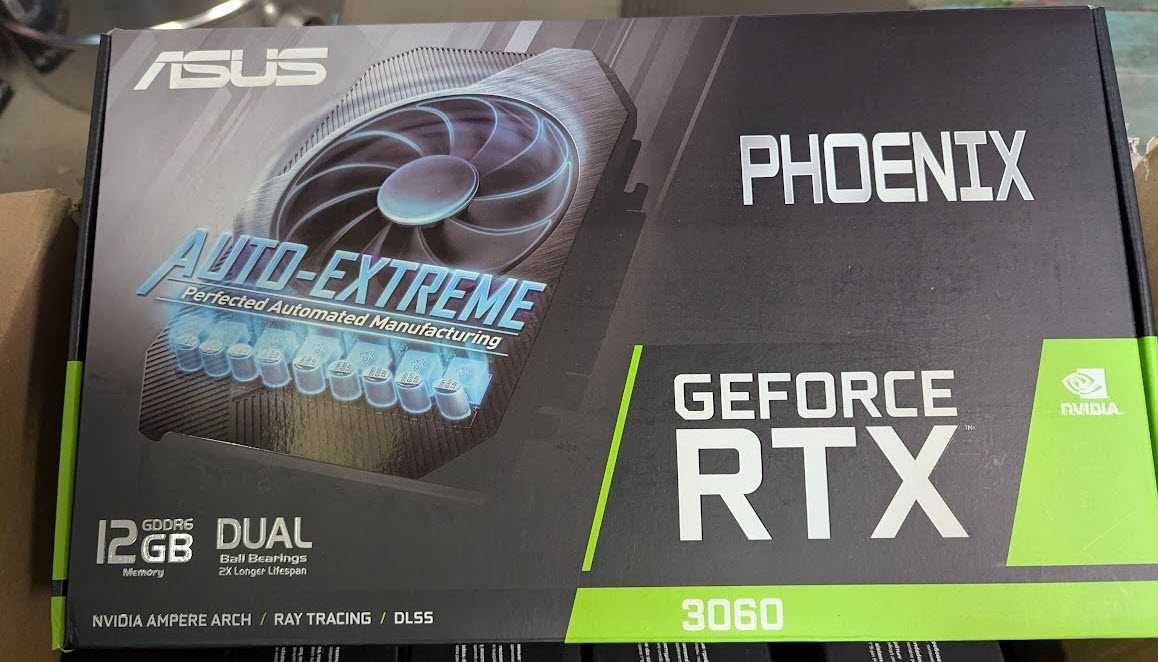 ASUS
PHOENIX
AUTO-EXTREME
Perfected Automated Manufacturing
GEFORCE
RTX™
NVIDIA
12 GDDR6
GB
Memory
DUAL
Ball Bearings
2X Longer Lifespan
NVIDIA AMPERE ARCH / RAY TRACING / DLSS
3060